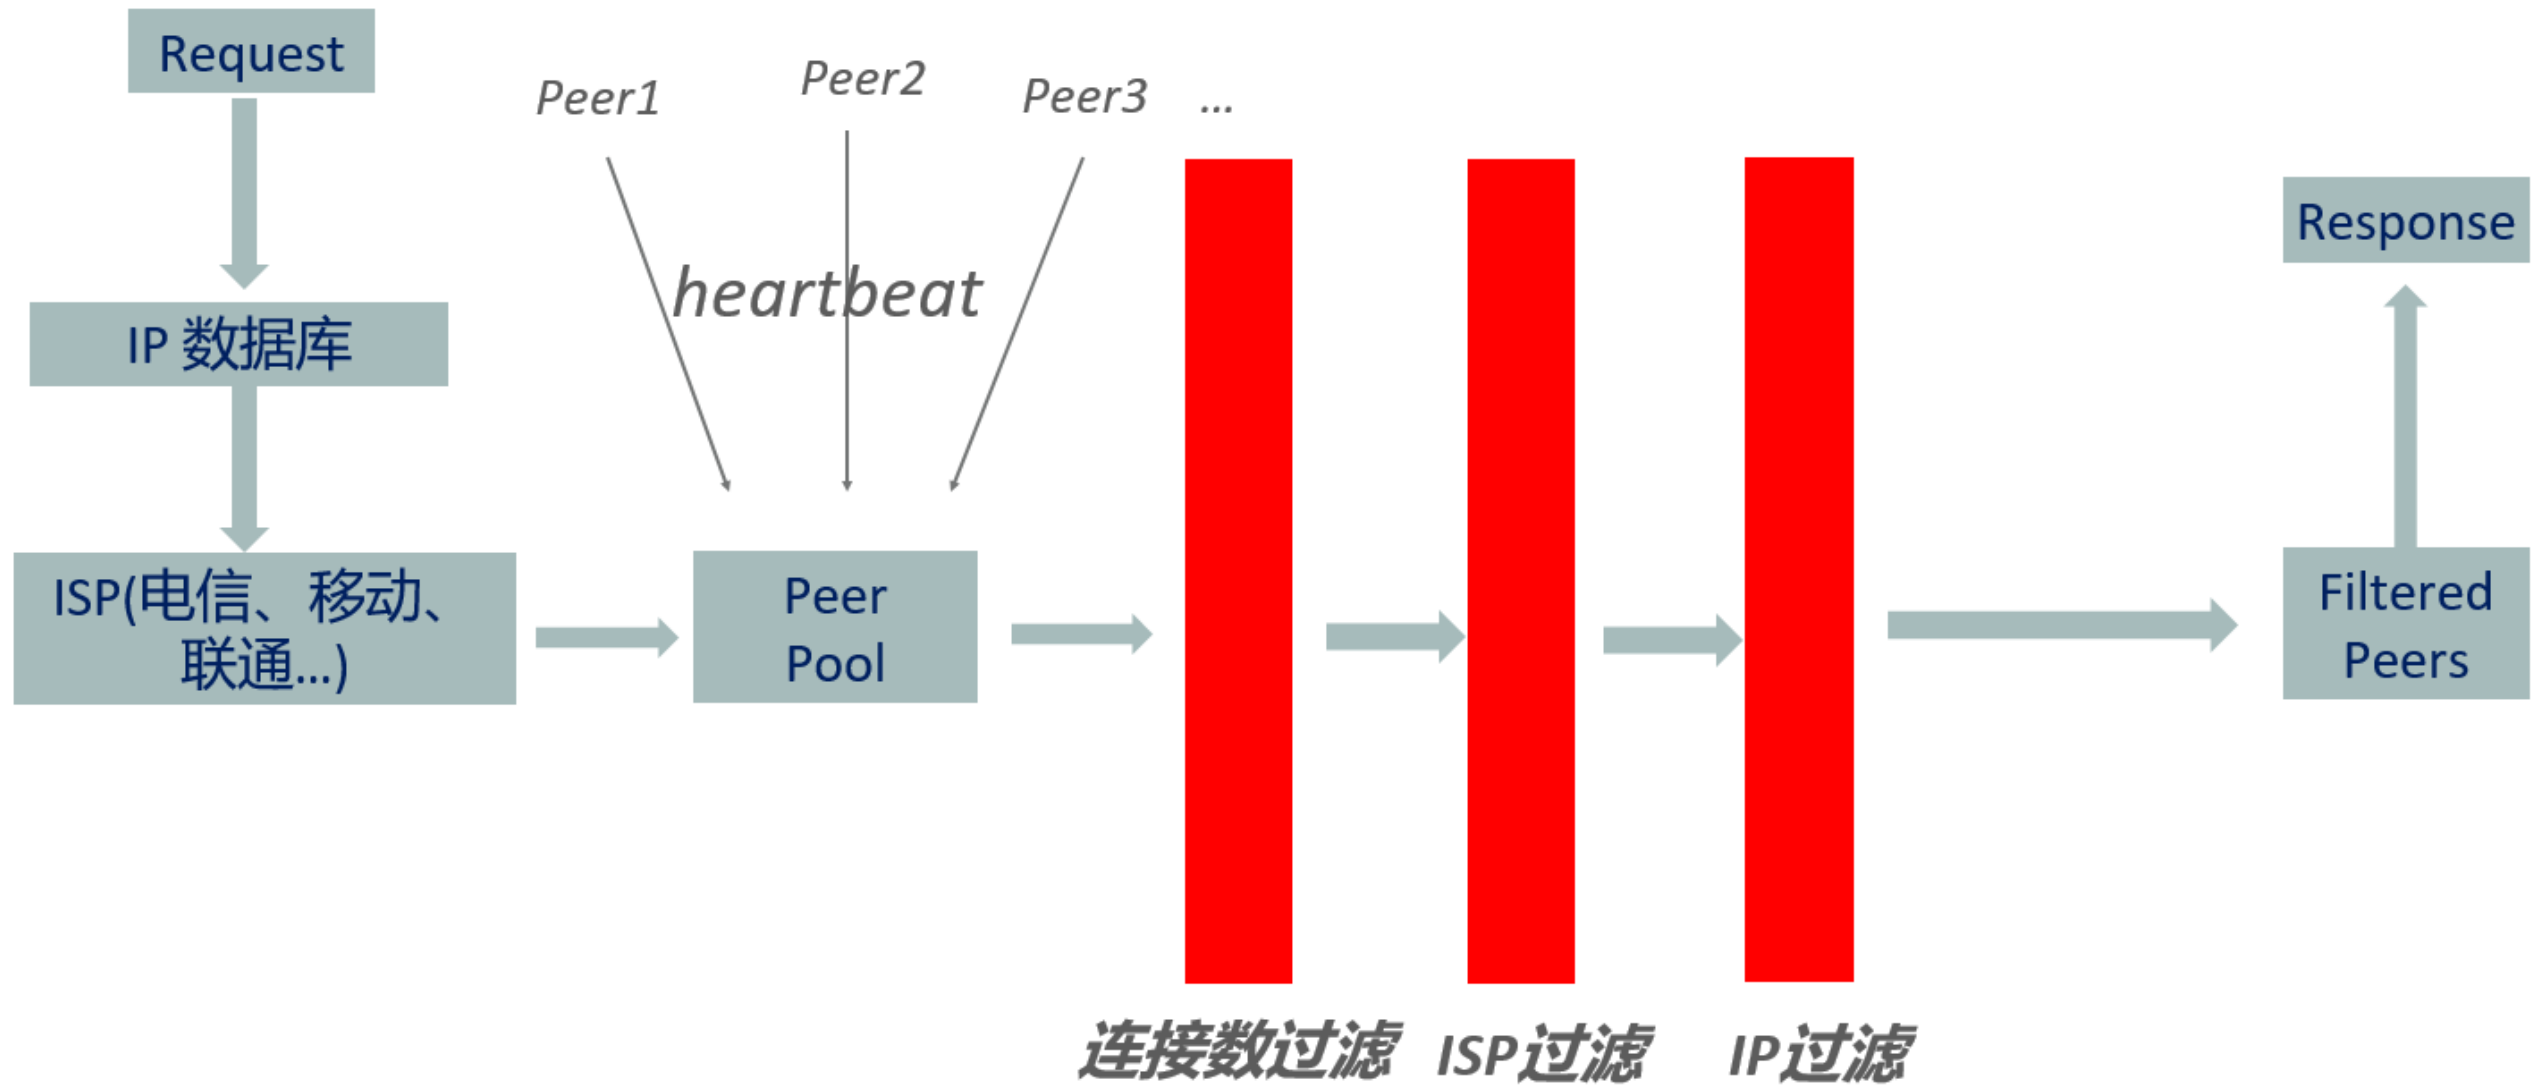 Request
Peer1
Peer2
Peer3
...
heartbeat
IP 数据库
ISP(电信、移动、
联通...)
Peer
Pool
连接数过滤
ISP过滤
IP过滤
Response
Filtered
Peers